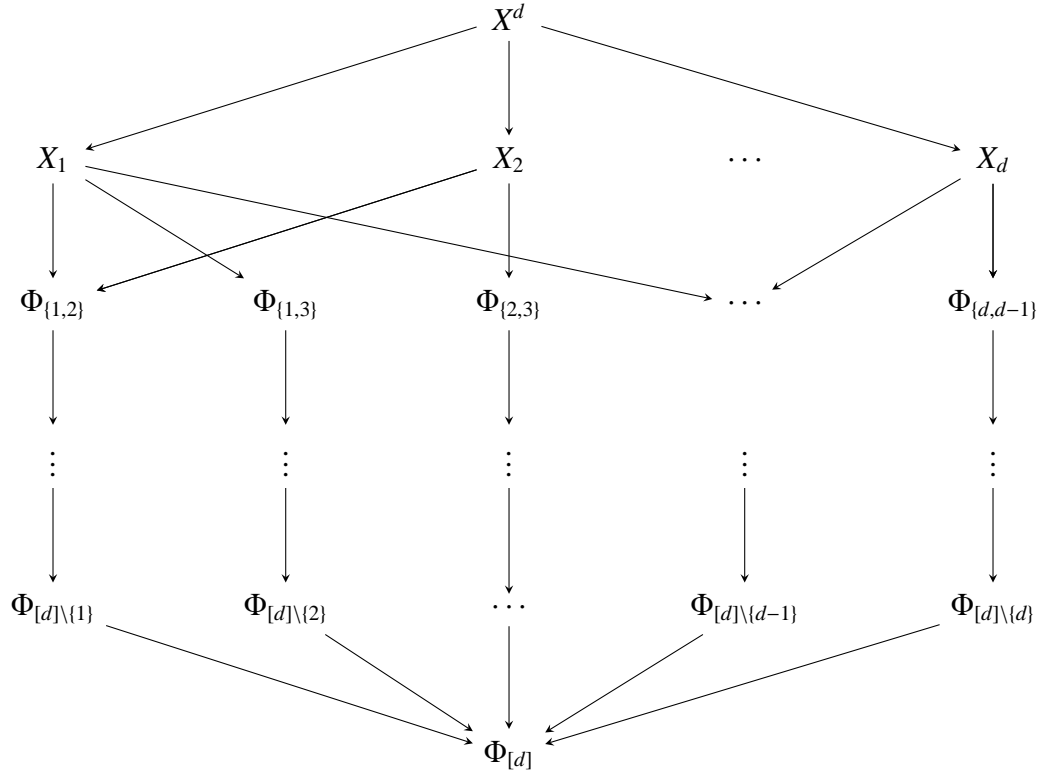 X^d
X_1 X_2 ⋯ X_d
Φ_{1,2} Φ_{1,3} Φ_{2,3} ⋯ Φ_{d,d−1}
⋮ ⋮ ⋮ ⋮ ⋮
Φ_{[d]\{1}} Φ_{[d]\{2}} ⋯ Φ_{[d]\{d−1}} Φ_{[d]\{d}}
Φ_{[d]}